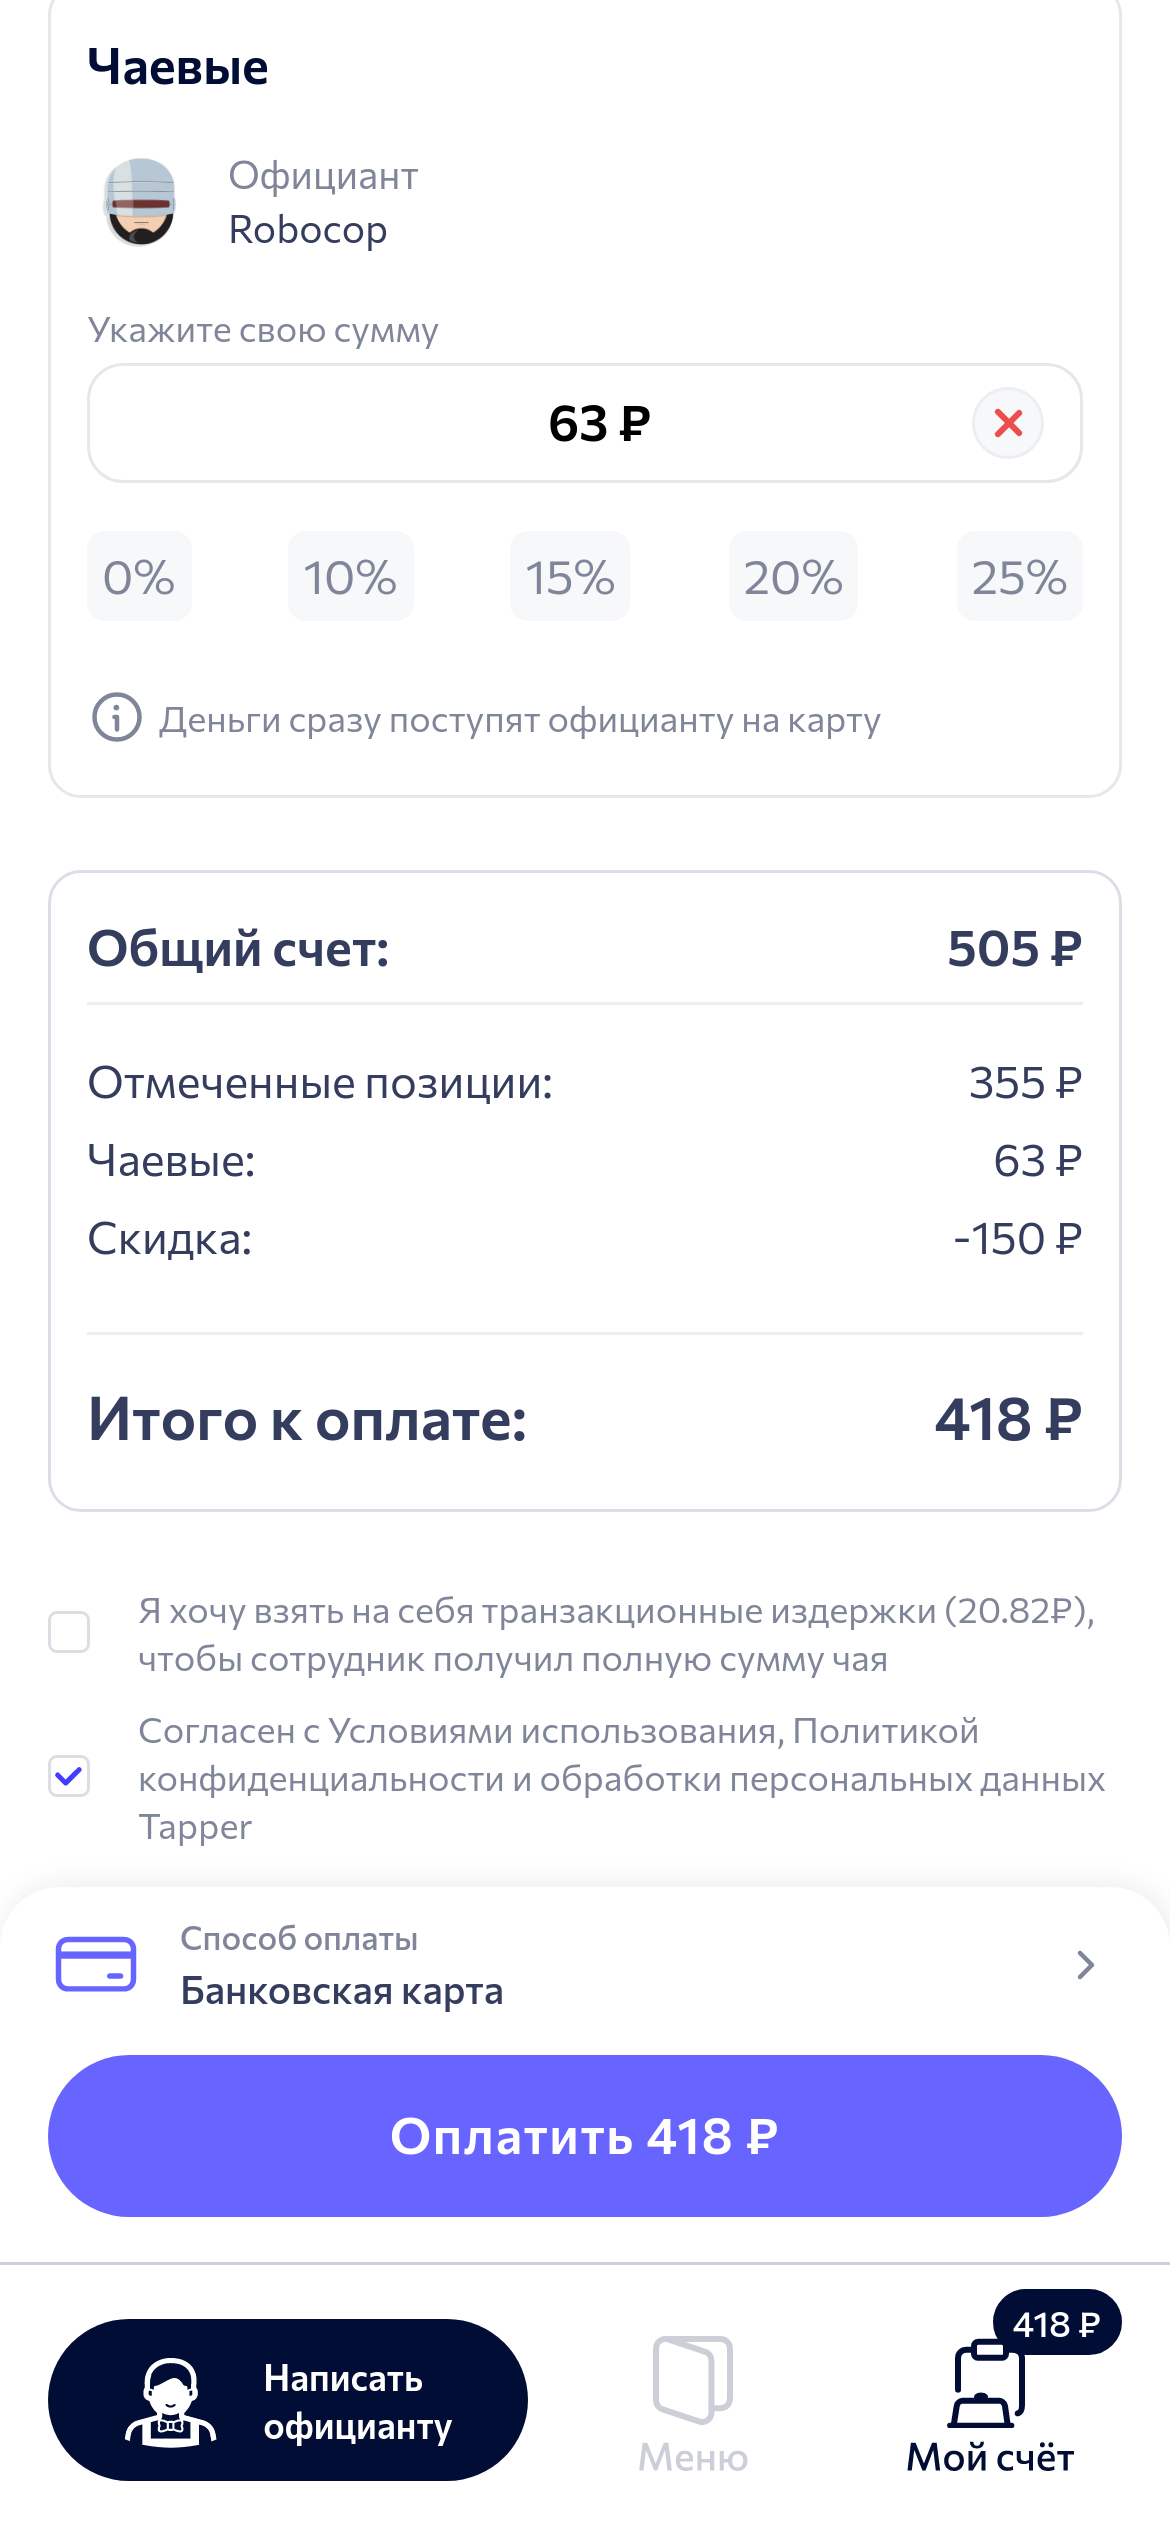 Чаевые
Официант
Robocop
Укажите свою сумму
63 ₽
0% 10% 15% 20% 25%
Деньги сразу поступят официанту на карту
Общий счет: 505 ₽
Отмеченные позиции: 355 ₽
Чаевые: 63 ₽
Скидка: -150 ₽
Итого к оплате: 418 ₽
Я хочу взять на себя транзакционные издержки (20.82₽),
чтобы сотрудник получил полную сумму чая
Согласен с Условиями использования, Политикой
конфиденциальности и обработки персональных данных
Tapper
Способ оплаты
Банковская карта
Оплатить 418 ₽
Написать
официанту
Меню
418 ₽
Мой счёт